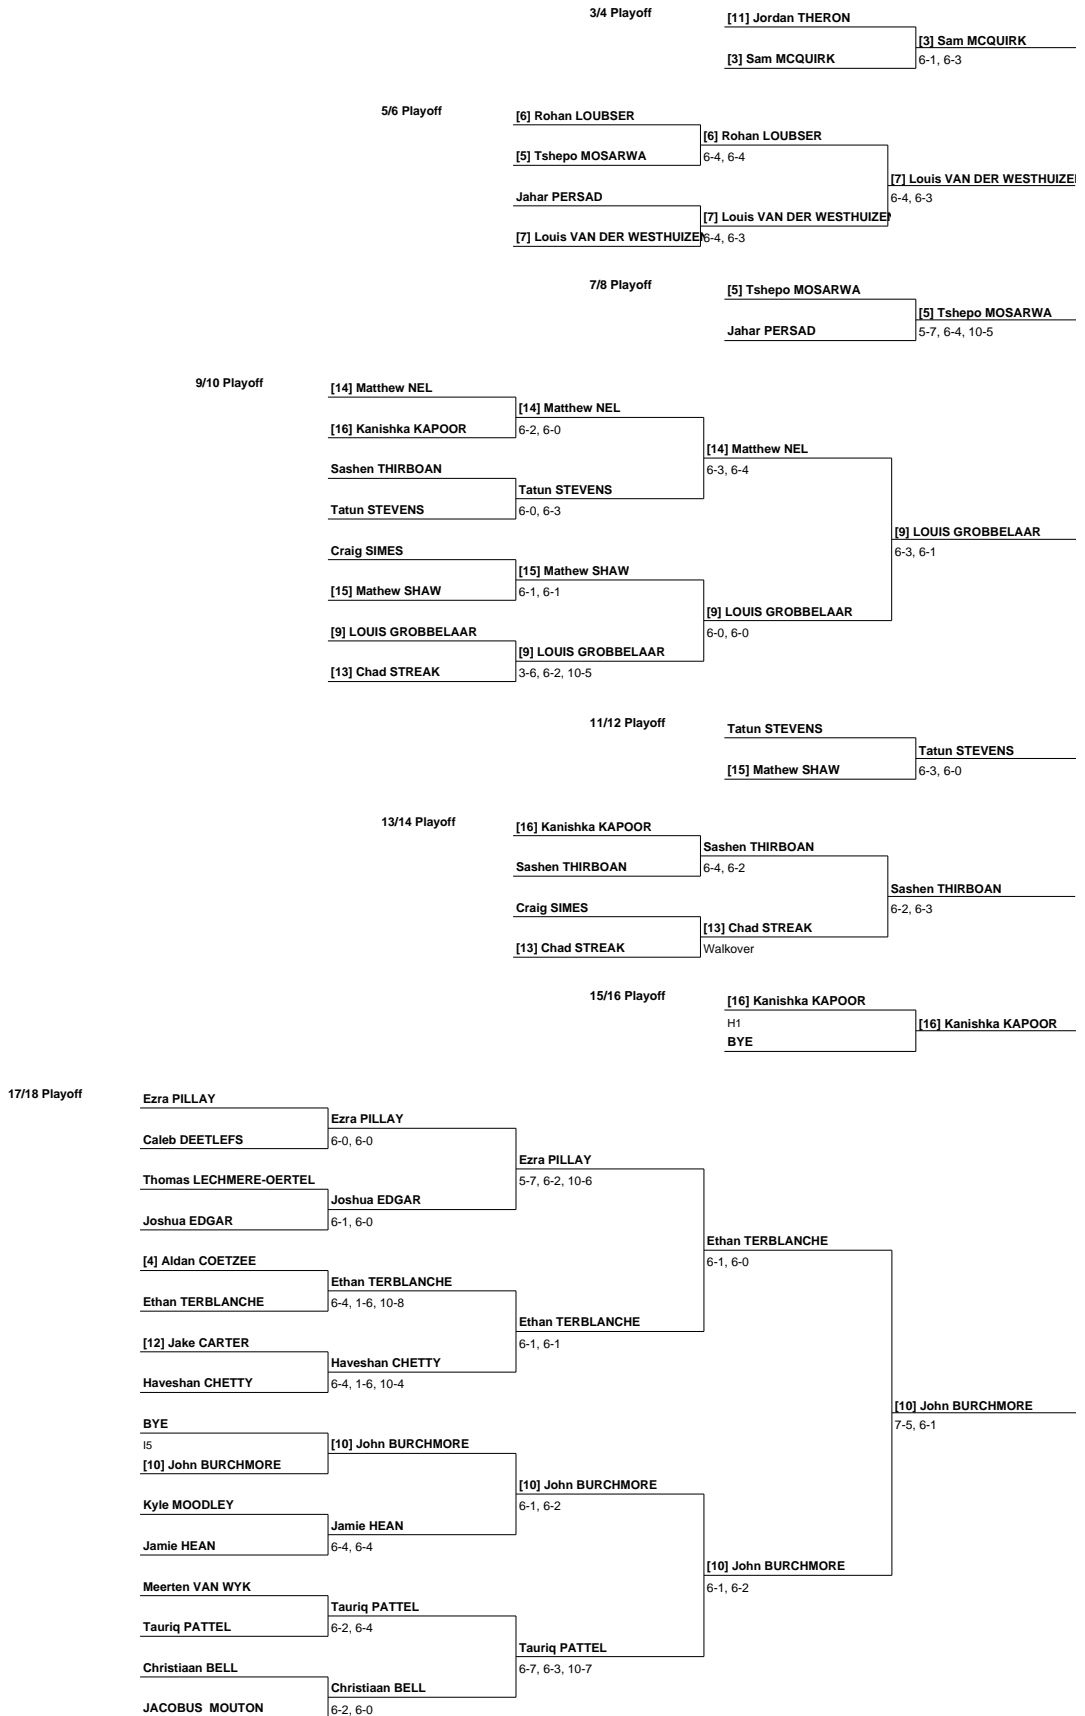 3/4 Playoff
[11] Jordan THERON
[3] Sam MCQUIRK
[3] Sam MCQUIRK
6-1, 6-3
5/6 Playoff
[6] Rohan LOUBSER
[6] Rohan LOUBSER
[5] Tshepo MOSARWA
6-4, 6-4
[7] Louis VAN DER WESTHUIZEN
6-4, 6-3
Jahar PERSAD
[7] Louis VAN DER WESTHUIZEN
[7] Louis VAN DER WESTHUIZEN
6-4, 6-3
7/8 Playoff
[5] Tshepo MOSARWA
[5] Tshepo MOSARWA
Jahar PERSAD
5-7, 6-4, 10-5
9/10 Playoff
[14] Matthew NEL
[14] Matthew NEL
[16] Kanishka KAPOOR
6-2, 6-0
[14] Matthew NEL
6-3, 6-4
Sashen THIRBOAN
Tatun STEVENS
Tatun STEVENS
6-0, 6-3
[9] LOUIS GROBBELAAR
6-3, 6-1
Craig SIMES
[15] Mathew SHAW
[15] Mathew SHAW
6-1, 6-1
[9] LOUIS GROBBELAAR
6-0, 6-0
[9] LOUIS GROBBELAAR
[9] LOUIS GROBBELAAR
[13] Chad STREAK
3-6, 6-2, 10-5
11/12 Playoff
Tatun STEVENS
Tatun STEVENS
[15] Mathew SHAW
6-3, 6-0
13/14 Playoff
[16] Kanishka KAPOOR
Sashen THIRBOAN
Sashen THIRBOAN
6-4, 6-2
Sashen THIRBOAN
6-2, 6-3
Craig SIMES
[13] Chad STREAK
[13] Chad STREAK
Walkover
15/16 Playoff
[16] Kanishka KAPOOR
H1
[16] Kanishka KAPOOR
BYE
17/18 Playoff
Ezra PILLAY
Ezra PILLAY
Caleb DEETLEFS
6-0, 6-0
Ezra PILLAY
5-7, 6-2, 10-6
Thomas LECHMERE-OERTEL
Joshua EDGAR
Joshua EDGAR
6-1, 6-0
Ethan TERBLANCHE
6-1, 6-0
[4] Aldan COETZEE
Ethan TERBLANCHE
Ethan TERBLANCHE
6-4, 1-6, 10-8
Ethan TERBLANCHE
6-1, 6-1
[12] Jake CARTER
Haveshan CHETTY
Haveshan CHETTY
6-4, 1-6, 10-4
[10] John BURCHMORE
7-5, 6-1
BYE
I5
[10] John BURCHMORE
[10] John BURCHMORE
[10] John BURCHMORE
6-1, 6-2
Kyle MOODLEY
Jamie HEAN
Jamie HEAN
6-4, 6-4
[10] John BURCHMORE
6-1, 6-2
Meerten VAN WYK
Tauriq PATTEL
Tauriq PATTEL
6-2, 6-4
Tauriq PATTEL
6-7, 6-3, 10-7
Christiaan BELL
Christiaan BELL
JACOBUS MOUTON
6-2, 6-0